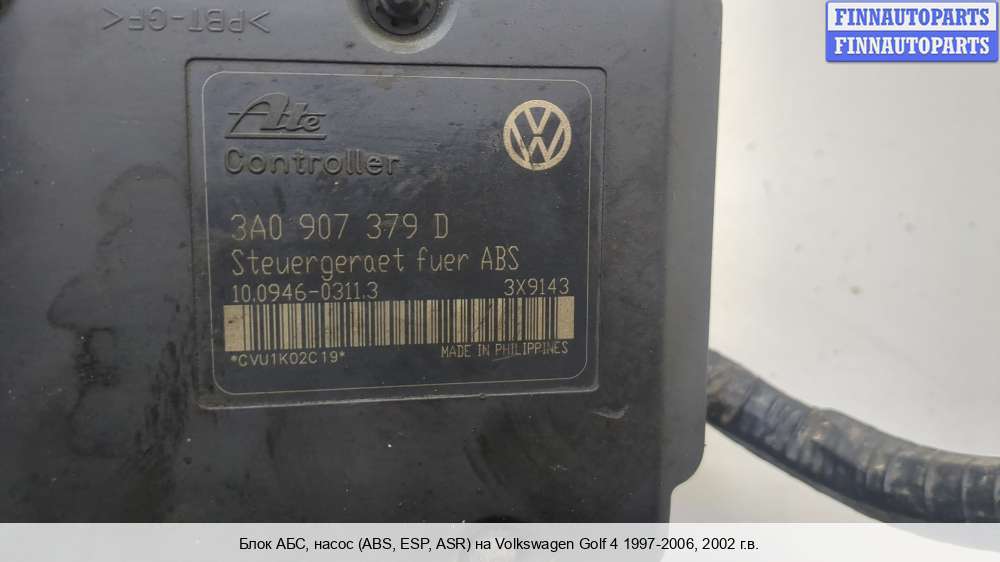 >PBT-GF<
FINNAUTOPARTS
FINNAUTOPARTS
Ate
Controller
3A0 907 379 D
Steuergeraet fuer ABS
10.0946-0311.3 3X9143
*CVU1K02C19* MADE IN PHILIPPINES
Блок АБС, насос (ABS, ESP, ASR) на Volkswagen Golf 4 1997-2006, 2002 г.в.